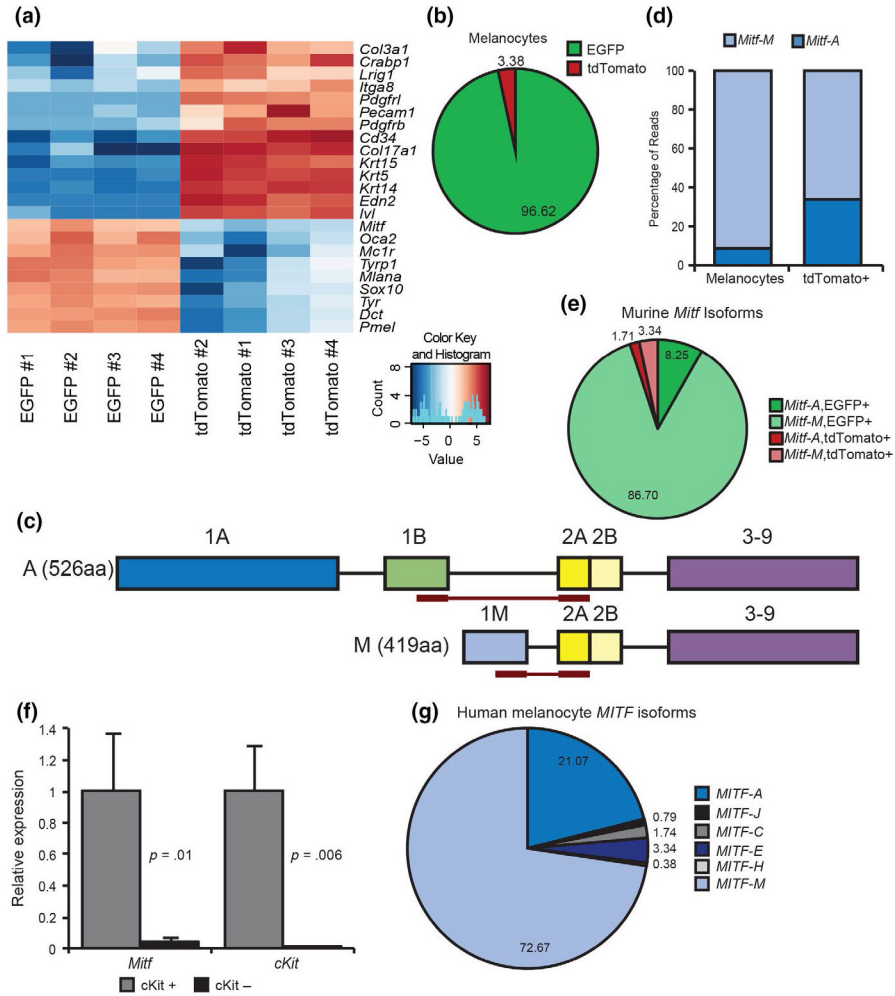 (a)
Col3a1
Crabp1
Lrig1
Itga8
Pdgfrl
Pecam1
Pdgfrb
Cd34
Col17a1
Krt15
Krt5
Krt14
Edn2
Ivl
Mitf
Oca2
Mc1r
Tyrp1
Mlana
Sox10
Tyr
Dct
Pmel
EGFP #1
EGFP #2
EGFP #3
EGFP #4
tdTomato #2
tdTomato #1
tdTomato #3
tdTomato #4
Color Key
and Histogram
Count
0 4 8
−5 0 5
Value
(b)
Melanocytes
EGFP
tdTomato
3.38
96.62
(d)
Mitf-M Mitf-A
Percentage of Reads
100
80
60
40
20
0
Melanocytes tdTomato+
(e)
Murine Mitf Isoforms
1.71 3.34 8.25
86.70
Mitf-A,EGFP+
Mitf-M,EGFP+
Mitf-A,tdTomato+
Mitf-M,tdTomato+
(c)
1A 1B 2A 2B 3-9
A (526aa)
1M 2A 2B 3-9
M (419aa)
(f)
Relative expression
1.4
1.2
1
0.8
0.6
0.4
0.2
0
p = .01
p = .006
Mitf cKit
cKit + cKit –
(g)
Human melanocyte MITF isoforms
21.07
0.79
1.74
3.34
0.38
72.67
MITF-A
MITF-J
MITF-C
MITF-E
MITF-H
MITF-M